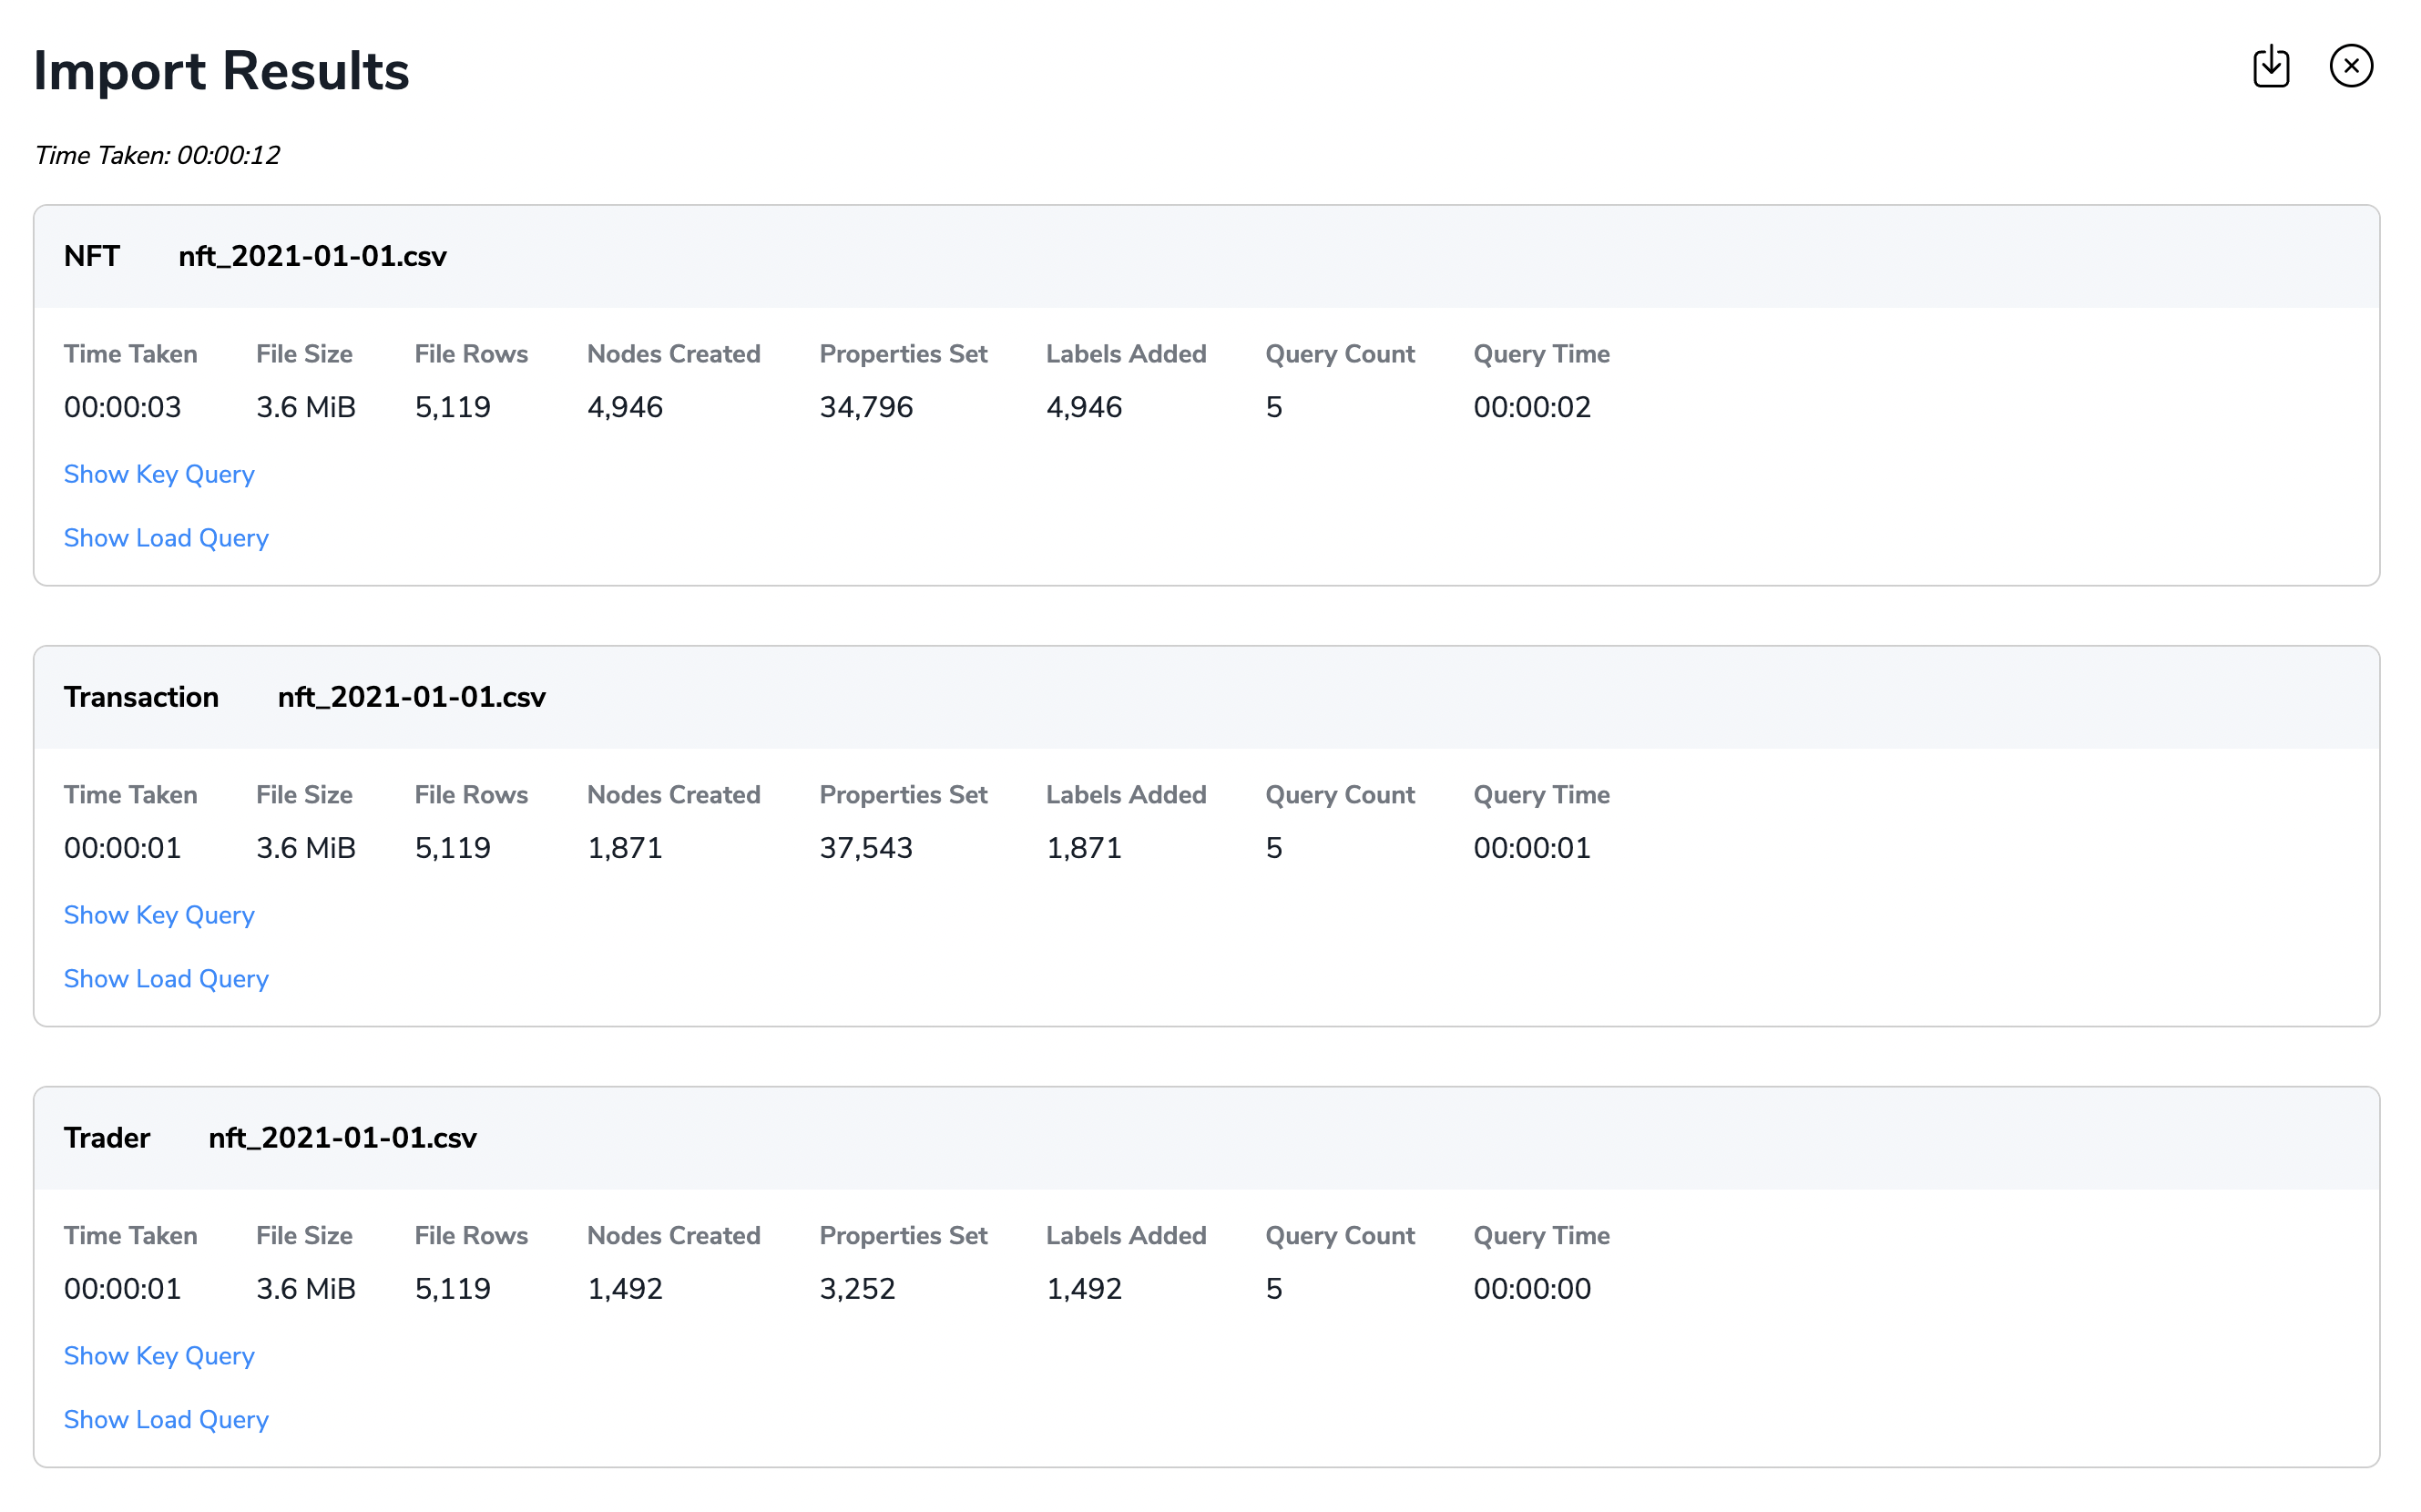 Import Results
Time Taken: 00:00:12
NFT nft_2021-01-01.csv
Time Taken File Size File Rows Nodes Created Properties Set Labels Added Query Count Query Time
00:00:03 3.6 MiB 5,119 4,946 34,796 4,946 5 00:00:02
Show Key Query
Show Load Query
Transaction nft_2021-01-01.csv
Time Taken File Size File Rows Nodes Created Properties Set Labels Added Query Count Query Time
00:00:01 3.6 MiB 5,119 1,871 37,543 1,871 5 00:00:01
Show Key Query
Show Load Query
Trader nft_2021-01-01.csv
Time Taken File Size File Rows Nodes Created Properties Set Labels Added Query Count Query Time
00:00:01 3.6 MiB 5,119 1,492 3,252 1,492 5 00:00:00
Show Key Query
Show Load Query